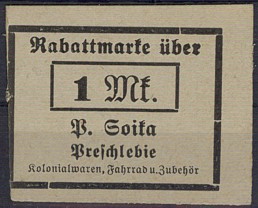 Rabattmarke über
1 Mk.
P. Soika
Preschlebie
Kolonialwaren, Fahrrad u. Zubehör